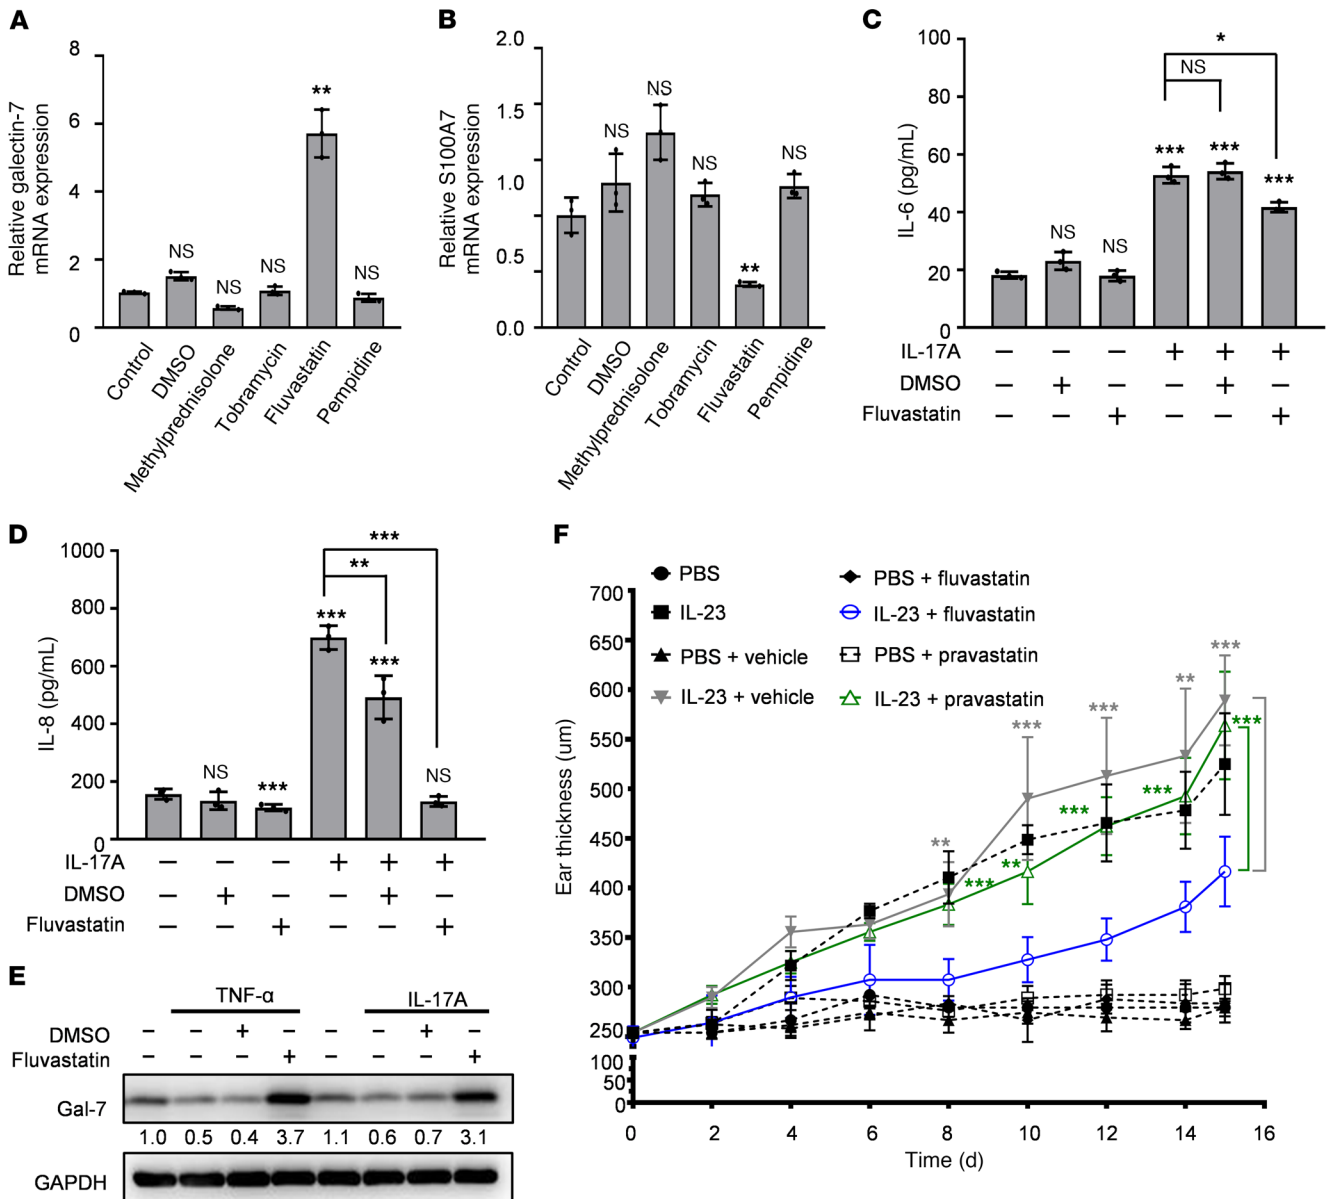 A
Relative galectin-7
mRNA expression
8
6
4
2
0
**
NS
NS
NS
NS
Control
DMSO
Methylprednisolone
Tobramycin
Fluvastatin
Pempidine
B
Relative S100A7
mRNA expression
2.0
1.5
1.0
0.5
0.0
NS
NS
NS
**
NS
Control
DMSO
Methylprednisolone
Tobramycin
Fluvastatin
Pempidine
C
IL-6 (pg/mL)
100
80
60
40
20
0
*
NS
NS
NS
***
***
***
IL-17A − − − + + +
DMSO − + − − + −
Fluvastatin − − + − − +
D
IL-8 (pg/mL)
1000
800
600
400
200
0
***
**
NS
***
***
***
NS
IL-17A − − − + + +
DMSO − + − − + −
Fluvastatin − − + − − +
E
TNF-α IL-17A
DMSO − − + − − − + −
Fluvastatin − − − + − − − +
Gal-7
1.0 0.5 0.4 3.7 1.1 0.6 0.7 3.1
GAPDH
F
PBS
IL-23
PBS + vehicle
IL-23 + vehicle
PBS + fluvastatin
IL-23 + fluvastatin
PBS + pravastatin
IL-23 + pravastatin
Ear thickness (um)
700
650
600
550
500
450
400
350
300
250
100
50
0
**
***
***
**
***
***
**
***
***
***
0 2 4 6 8 10 12 14 16
Time (d)